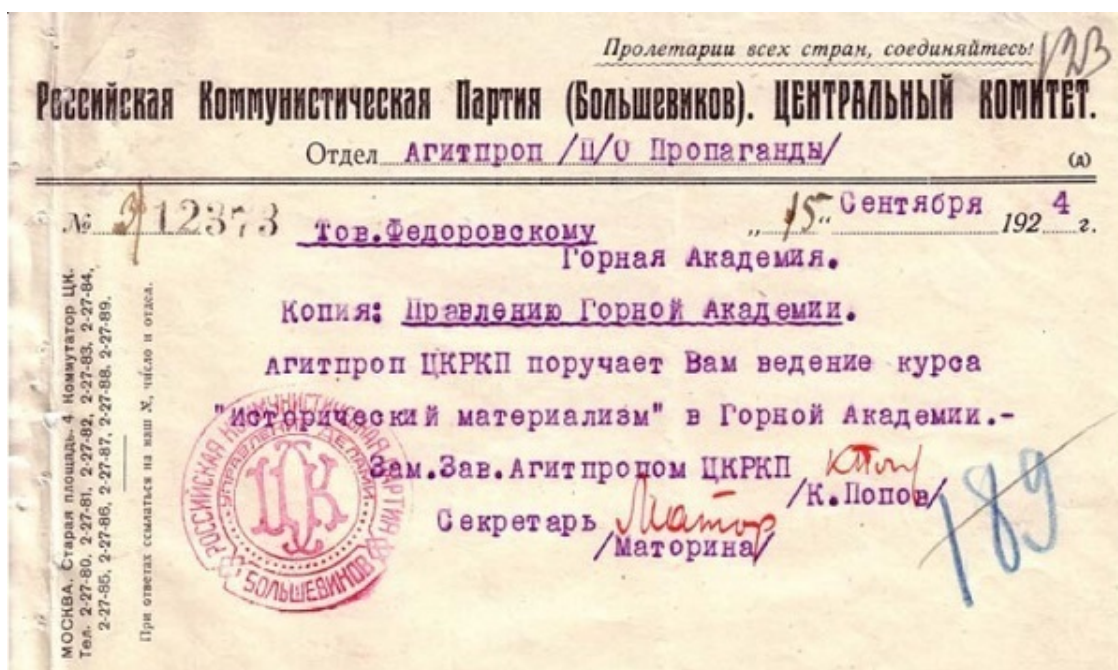 Пролетарии всех стран, соединяйтесь!
Российская Коммунистическая Партия (Большевиков). ЦЕНТРАЛЬНЫЙ КОМИТЕТ.
Отдел Агитпроп /П/О Пропаганды/
(А)
№ 12373
"15" Сентября 1924 г.
Тов.Федоровскому
Горная Академия.
Копия: Правлению Горной Академии.
Агитпроп ЦКРКП поручает Вам ведение курса
"Исторический материализм" в Горной Академии.-
Зам.Зав.Агитпропом ЦКРКП
/К.Попов/
Секретарь
/Маторина/
189
МОСКВА, Старая площадь, 4. Коммутатор ЦК.
Тел. 2-27-80, 2-27-81, 2-27-82, 2-27-83, 2-27-84,
2-27-85, 2-27-86, 2-27-87, 2-27-88, 2-27-89.
При ответах ссылаться на наш №, число и отдел.
РОССИЙСКАЯ КОММУНИСТИЧЕСКАЯ ПАРТИЯ
БОЛЬШЕВИКОВ
УПРАВЛЕНИЕ ДЕЛАМИ
ЦК